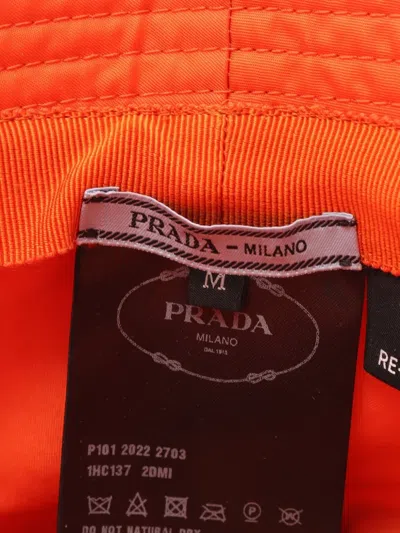 PRADA – MILANO
M
PRADA
MILANO
DAL 1913
RE-
P101 2022 2703
1HC137 2DMI
P
DO NOT NATURAL DRY